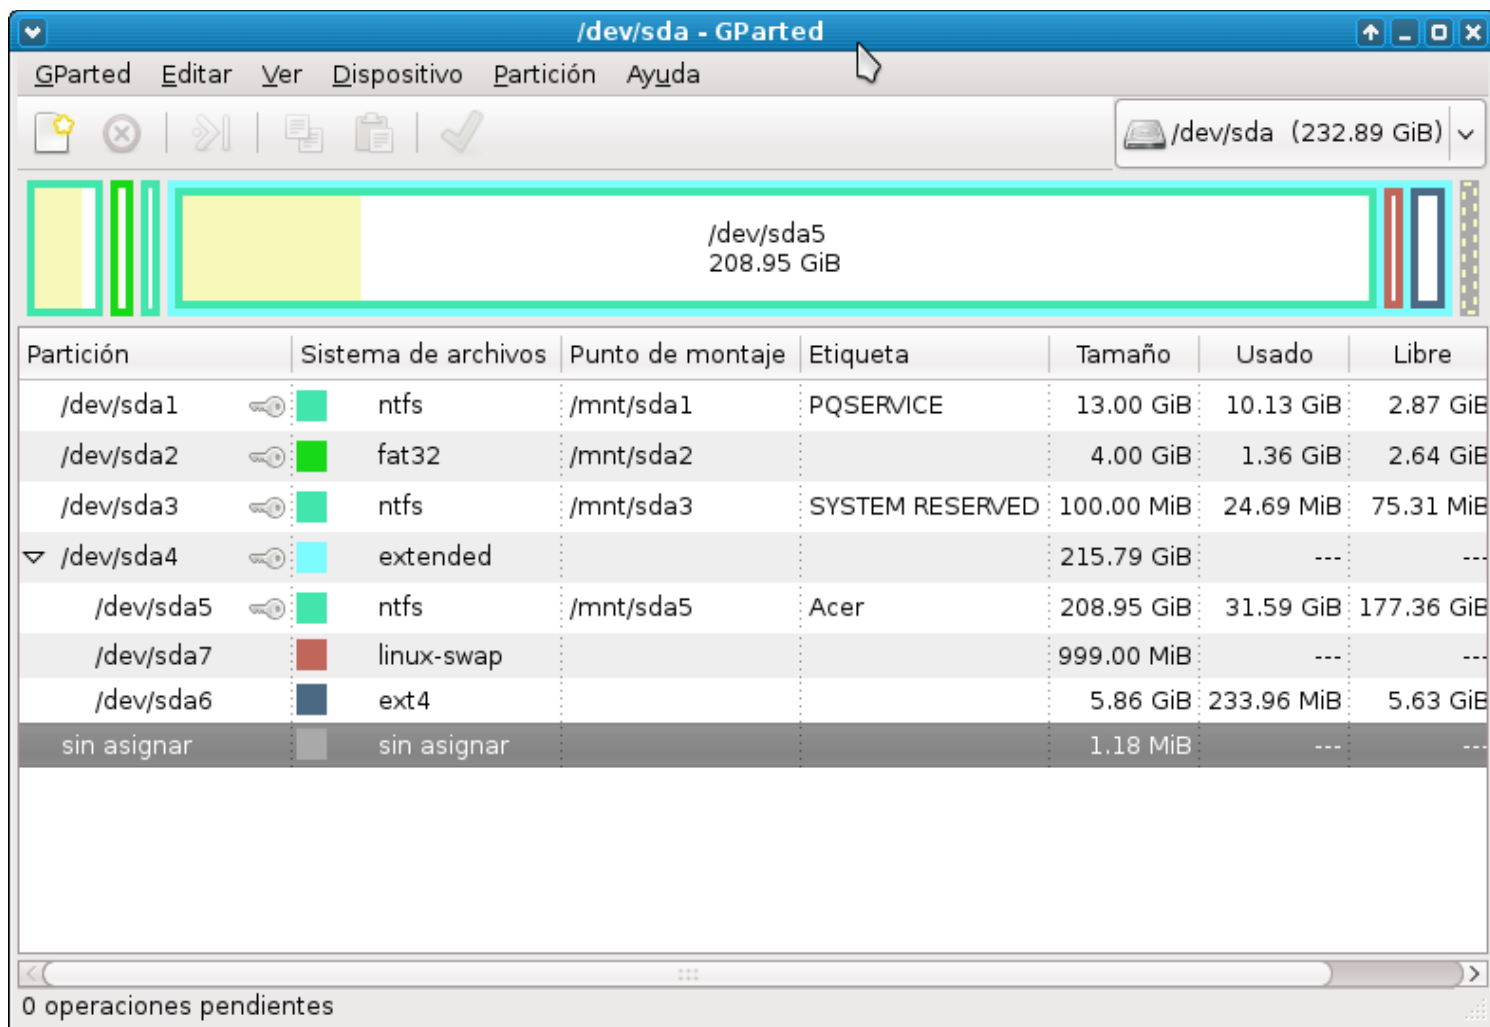 /dev/sda - GParted
GParted Editar Ver Dispositivo Partición Ayuda
/dev/sda (232.89 GiB)
/dev/sda5
208.95 GiB
Partición Sistema de archivos Punto de montaje Etiqueta Tamaño Usado Libre
/dev/sda1 ntfs /mnt/sda1 PQSERVICE 13.00 GiB 10.13 GiB 2.87 GiB
/dev/sda2 fat32 /mnt/sda2 4.00 GiB 1.36 GiB 2.64 GiB
/dev/sda3 ntfs /mnt/sda3 SYSTEM RESERVED 100.00 MiB 24.69 MiB 75.31 MiB
/dev/sda4 extended 215.79 GiB --- ---
/dev/sda5 ntfs /mnt/sda5 Acer 208.95 GiB 31.59 GiB 177.36 GiB
/dev/sda7 linux-swap 999.00 MiB --- ---
/dev/sda6 ext4 5.86 GiB 233.96 MiB 5.63 GiB
sin asignar sin asignar 1.18 MiB --- ---
0 operaciones pendientes